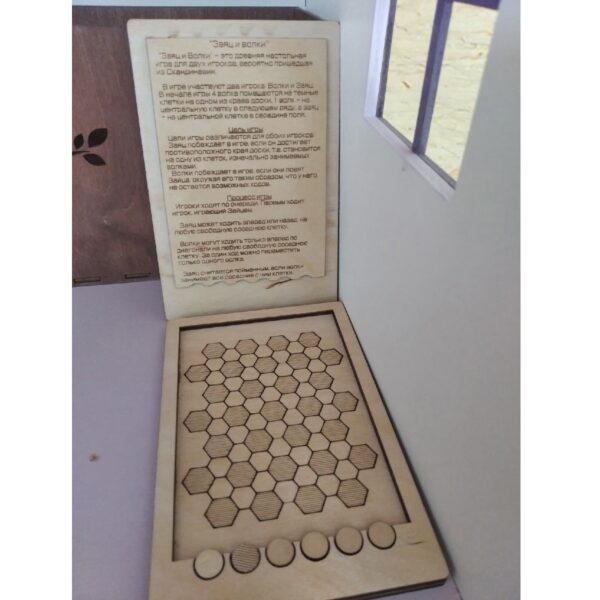 "Заяц и волки"
"Заяц и Волки" – это древняя настольная
игра для двух игроков, вероятно пришедшая
из Скандинавии.
В игре участвуют два игрока: Волки и Заяц.
В начале игры 4 волка помещаются на темные
клетки на одном из краев доски, 1 волк – на
центральную клетку в следующем ряду, а заяц
– на центральной клетке в середине поля.
Цель игры
Цели игры различаются для обоих игроков.
Заяц побеждает в игре, если он достигает
противоположного края доски, т.е. становится
на одну из клеток, изначально занимаемых
волками.
Волки побеждают в игре, если они ловят
Зайца, окружая его таким образом, что у него
не остается возможных ходов.
Процесс игры
Игроки ходят по очереди. Первым ходит
игрок, играющий Зайцем.
Заяц может ходить вперед или назад, на
любую свободную соседнюю клетку.
Волки могут ходить только вперед по
диагонали на любую свободную соседнюю
клетку. За один ход можно переместить
только одного волка.
Заяц считается пойманным, если волки
занимают все соседние с ним клетки.